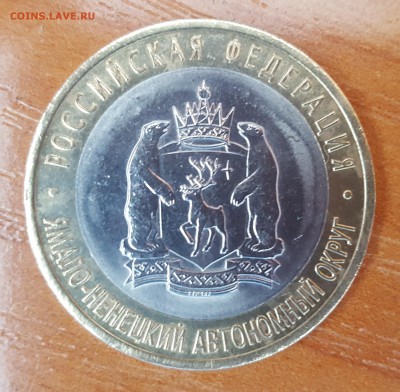 COINS.LAVE.RU
РОССИЙСКАЯ ФЕДЕРАЦИЯ
ЯМАЛО-НЕНЕЦКИЙ АВТОНОМНЫЙ ОКРУГ